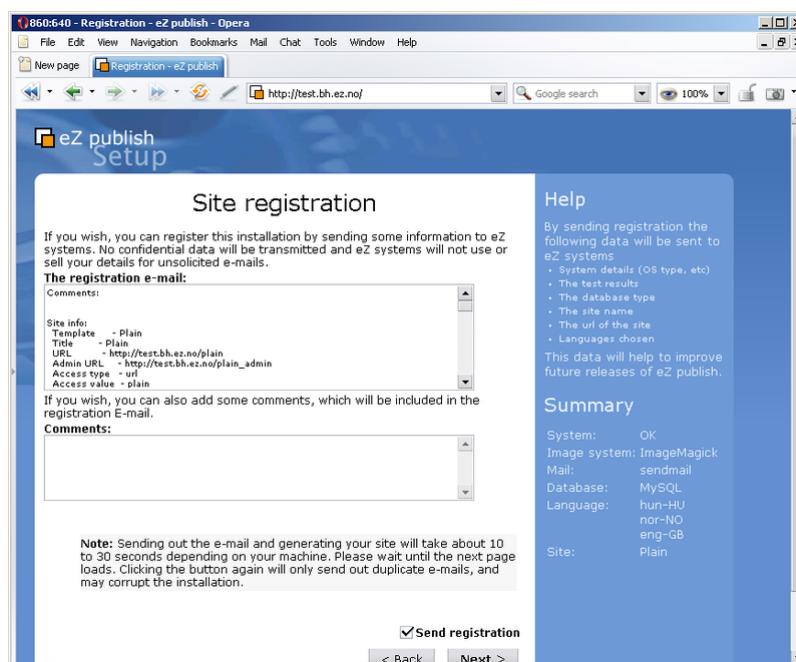 860:640 - Registration - eZ publish - Opera
File Edit View Navigation Bookmarks Mail Chat Tools Window Help
New page Registration - eZ publish
http://test.bh.ez.no/ Google search 100%
eZ publish
Setup
Site registration
If you wish, you can register this installation by sending some information to eZ
systems. No confidential data will be transmitted and eZ systems will not use or
sell your details for unsolicited e-mails.
The registration e-mail:
Comments:
Site info:
Template - Plain
Title - Plain
URL - http://test.bh.ez.no/plain
Admin URL - http://test.bh.ez.no/plain_admin
Access type - url
Access value - plain
If you wish, you can also add some comments, which will be included in the
registration E-mail.
Comments:
Note: Sending out the e-mail and generating your site will take about 10
to 30 seconds depending on your machine. Please wait until the next page
loads. Clicking the button again will only send out duplicate e-mails, and
may corrupt the installation.
Send registration
< Back Next >
Help
By sending registration the
following data will be sent to
eZ systems
• System details (OS type, etc)
• The test results
• The database type
• The site name
• The url of the site
• Languages chosen
This data will help to improve
future releases of eZ publish.
Summary
System: OK
Image system: ImageMagick
Mail: sendmail
Database: MySQL
Language: hun-HU
nor-NO
eng-GB
Site: Plain